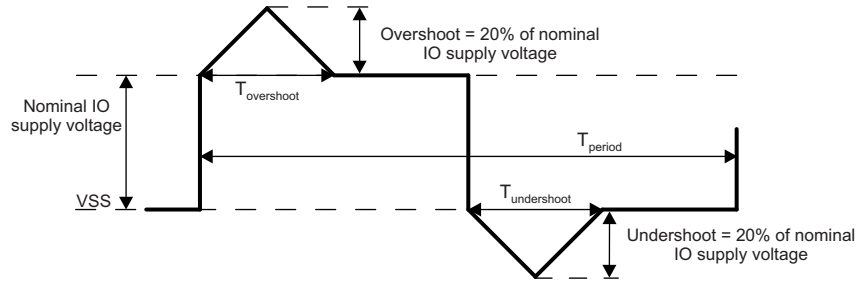 Overshoot = 20% of nominal
IO supply voltage
Nominal IO
supply voltage
Tovershoot
Tperiod
VSS
Tundershoot
Undershoot = 20% of nominal
IO supply voltage